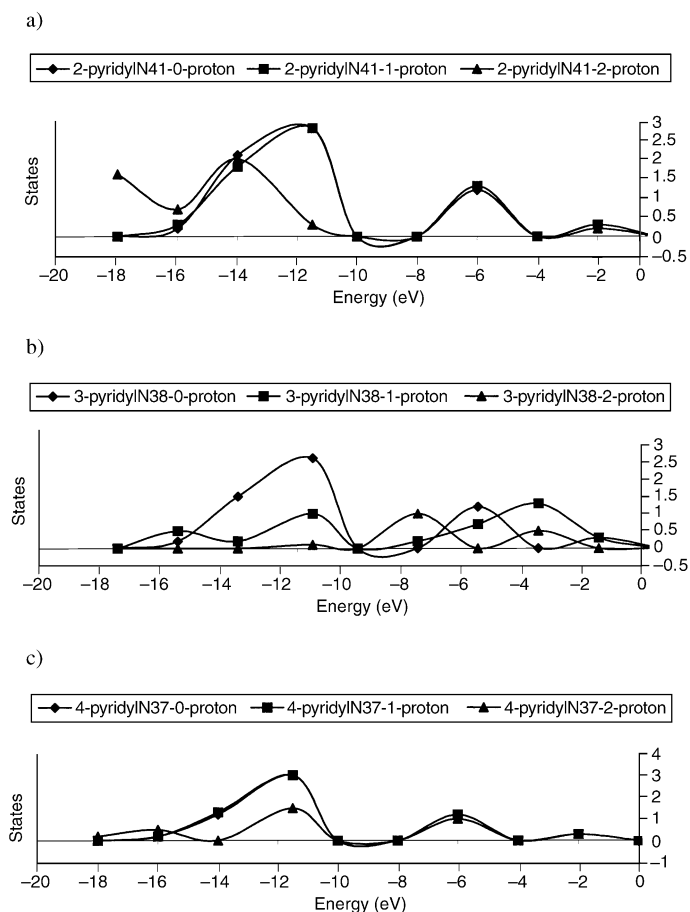 a)
2-pyridylN41-0-proton 2-pyridylN41-1-proton 2-pyridylN41-2-proton
States
3
2.5
2
1.5
1
0.5
0
−0.5
−20 −18 −16 −14 −12 −10 −8 −6 −4 −2 0
Energy (eV)
b)
3-pyridylN38-0-proton 3-pyridylN38-1-proton 3-pyridylN38-2-proton
States
3
2.5
2
1.5
1
0.5
0
−0.5
−20 −18 −16 −14 −12 −10 −8 −6 −4 −2 0
Energy (eV)
c)
4-pyridylN37-0-proton 4-pyridylN37-1-proton 4-pyridylN37-2-proton
States
4
3
2
1
0
−1
−20 −18 −16 −14 −12 −10 −8 −6 −4 −2 0
Energy (eV)